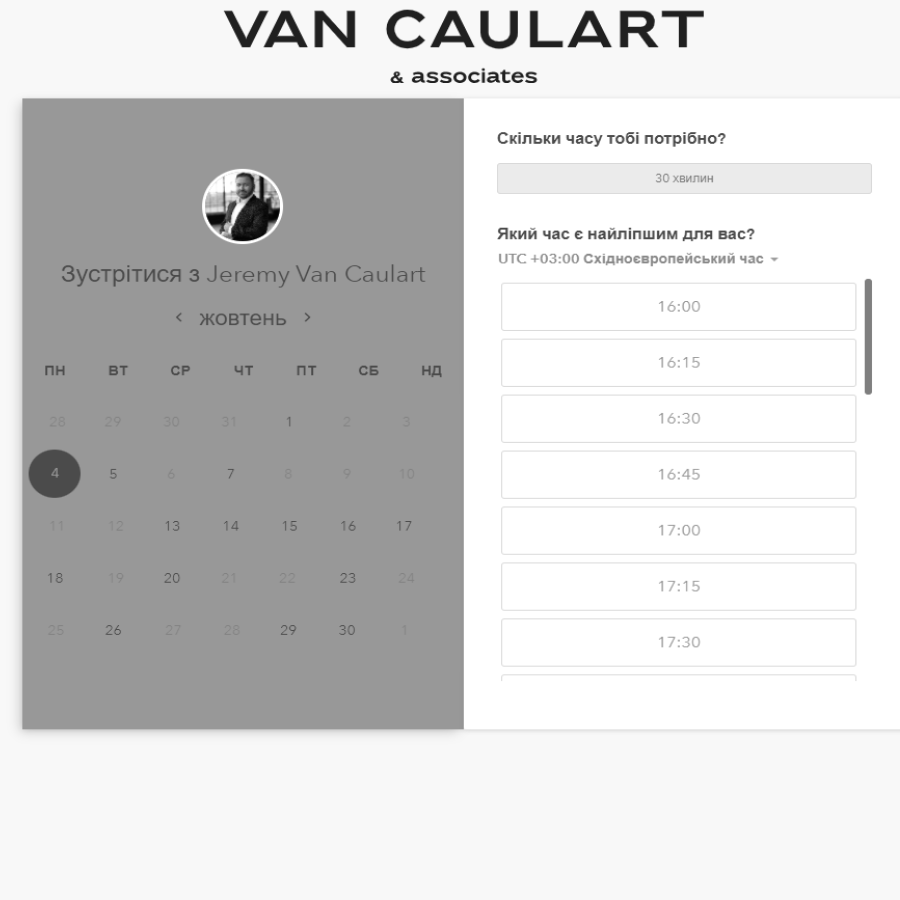 VAN CAULART
& associates
Зустрітися з Jeremy Van Caulart
‹ жовтень ›
ПН ВТ СР ЧТ ПТ СБ НД
28 29 30 31 1 2 3
4 5 6 7 8 9 10
11 12 13 14 15 16 17
18 19 20 21 22 23 24
25 26 27 28 29 30 1
Скільки часу тобі потрібно?
30 хвилин
Який час є найліпшим для вас?
UTC +03:00 Східноєвропейський час
16:00
16:15
16:30
16:45
17:00
17:15
17:30